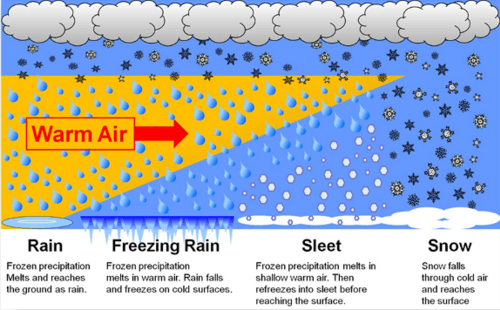 Warm Air
Rain
Frozen precipitation
Melts and reaches
the ground as rain.
Freezing Rain
Frozen precipitation
melts in warm air. Rain falls
and freezes on cold surfaces.
Sleet
Frozen precipitation melts in
shallow warm air. Then
refreezes into sleet before
reaching the surface.
Snow
Snow falls
through cold air
and reaches
the surface